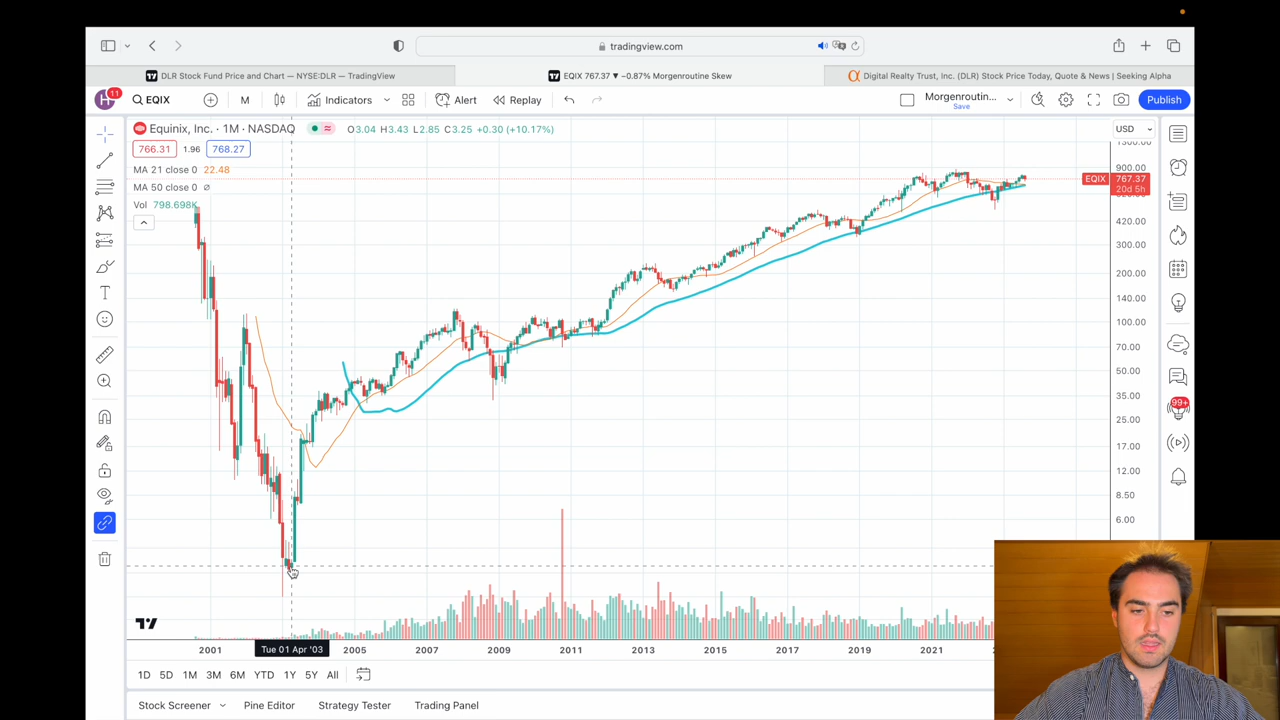 tradingview.com
DLR Stock Fund Price and Chart — NYSE:DLR — TradingView
EQIX 767.37 ▼ −0.87% Morgenroutine Skew
Digital Realty Trust, Inc. (DLR) Stock Price Today, Quote & News | Seeking Alpha
H 11 EQIX M Indicators Alert Replay Morgenroutin... Save Publish
Equinix, Inc. · 1M · NASDAQ O3.04 H3.43 L2.85 C3.25 +0.30 (+10.17%) USD
766.31 1.96 768.27
MA 21 close 0 22.48
MA 50 close 0 ∅
Vol 798.698K
900.00
EQIX 767.37
20d 5h
420.00
300.00
200.00
140.00
100.00
70.00
50.00
35.00
25.00
17.00
12.00
8.50
6.00
99+
2001 Tue 01 Apr '03 2005 2007 2009 2011 2013 2015 2017 2019 2021
1D 5D 1M 3M 6M YTD 1Y 5Y All
Stock Screener Pine Editor Strategy Tester Trading Panel